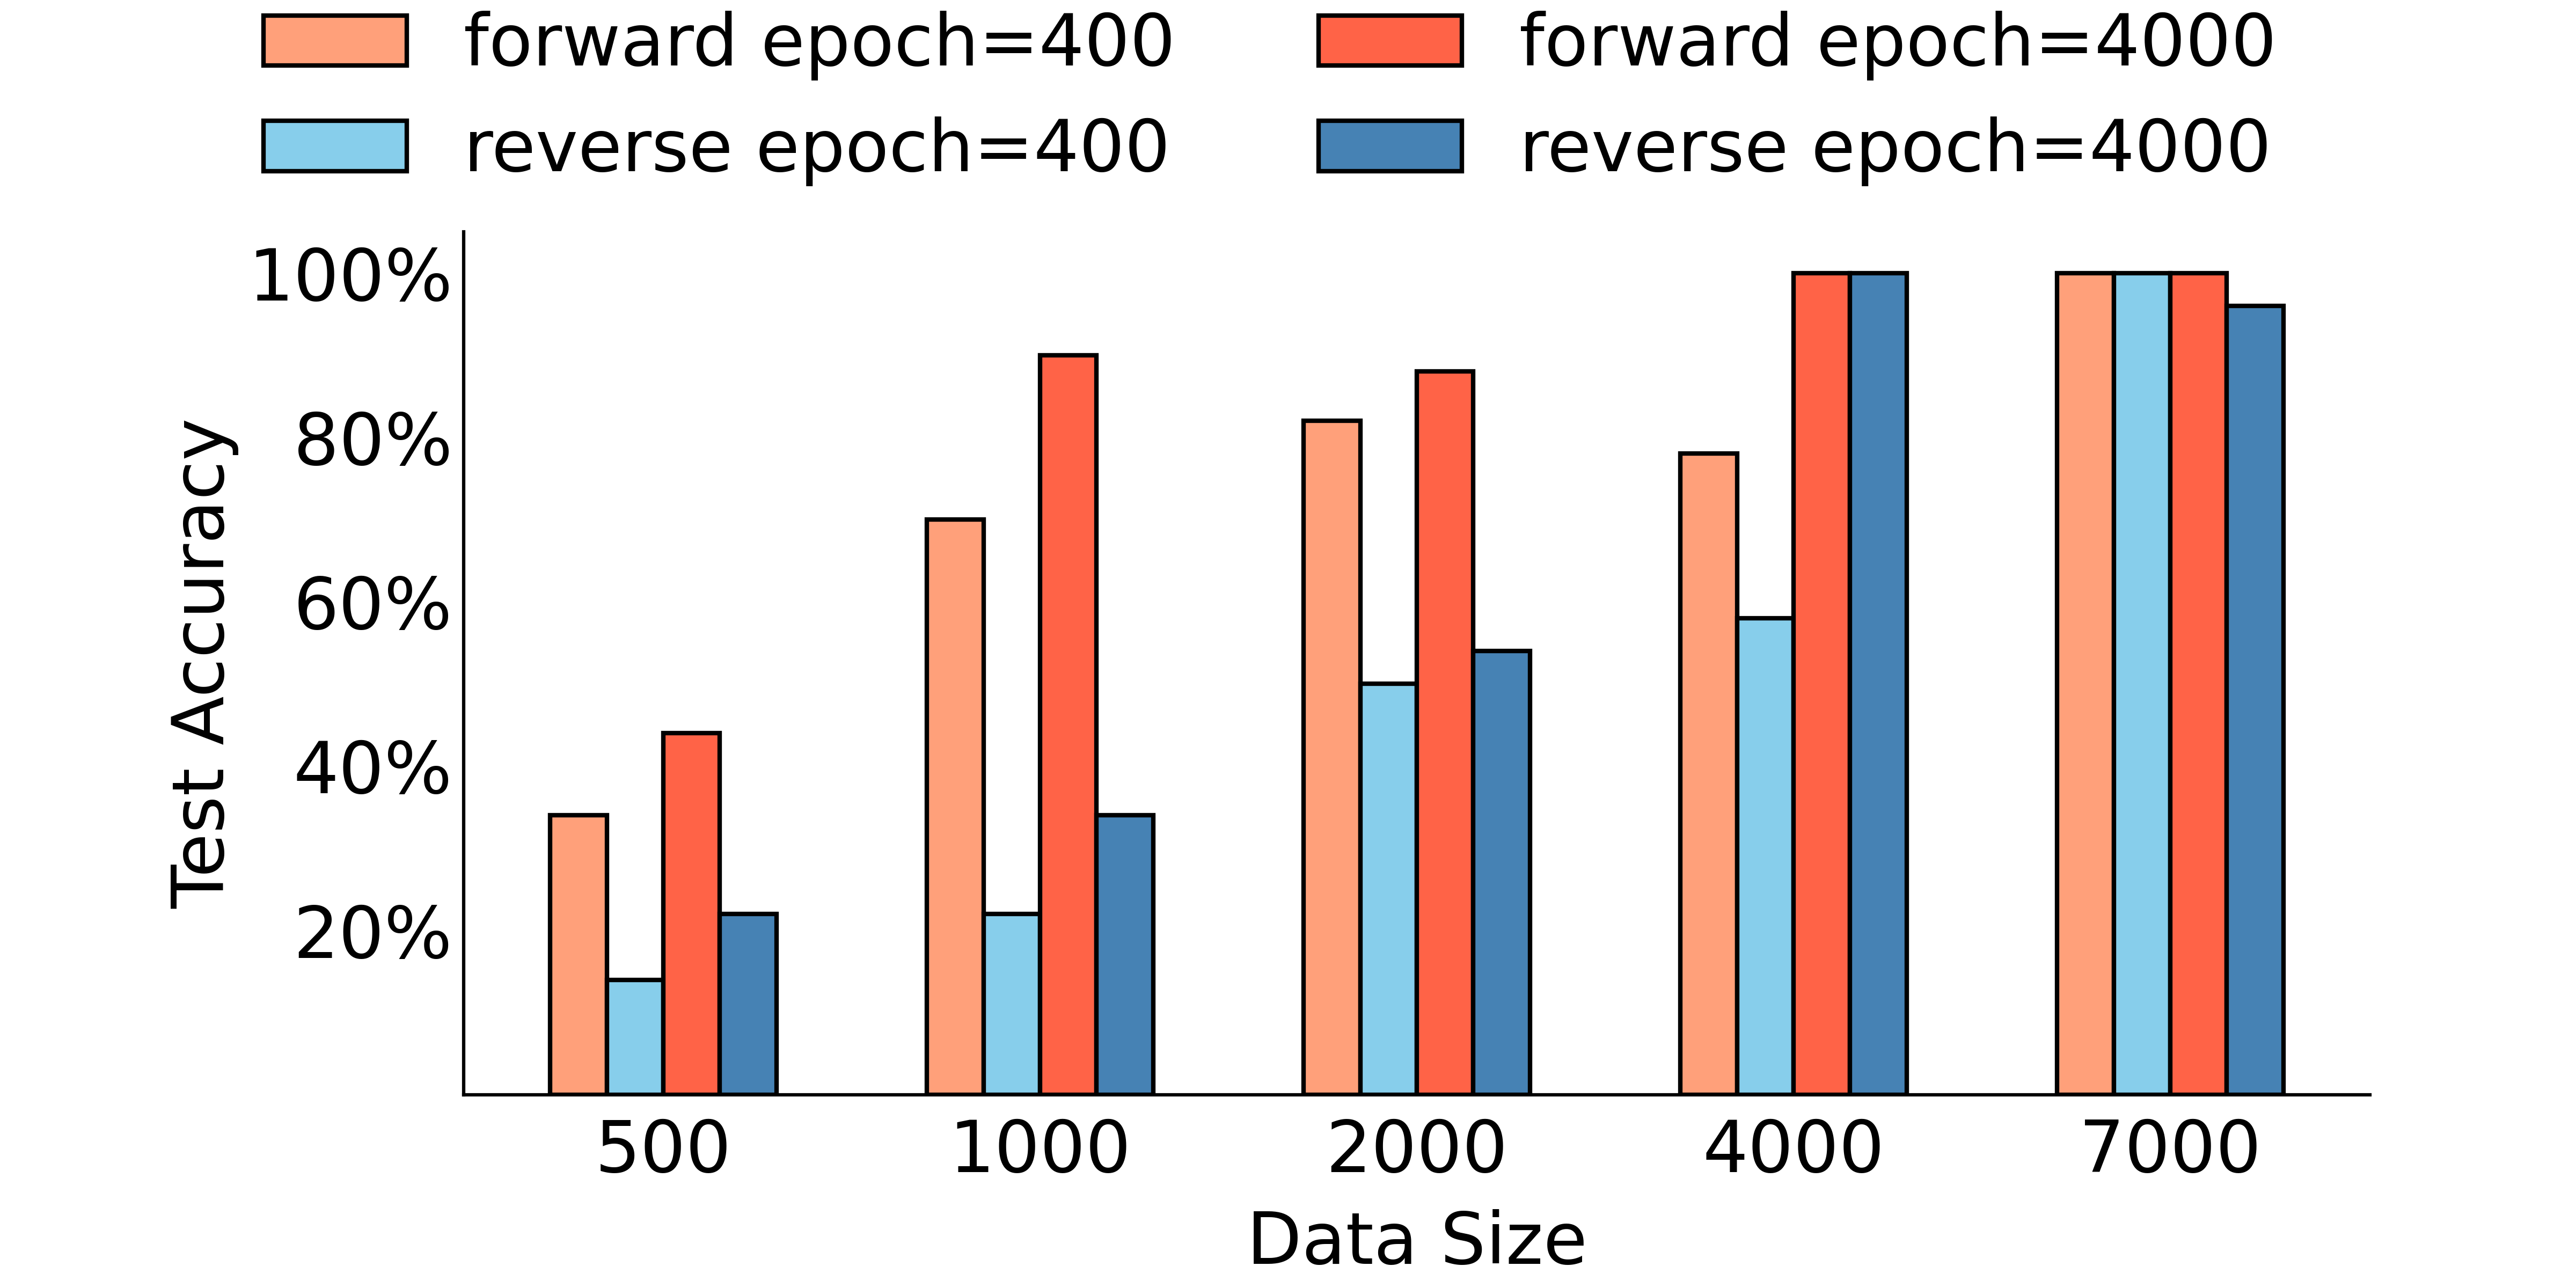 forward epoch=400
forward epoch=4000
reverse epoch=400
reverse epoch=4000
Test Accuracy
100%
80%
60%
40%
20%
500 1000 2000 4000 7000
Data Size